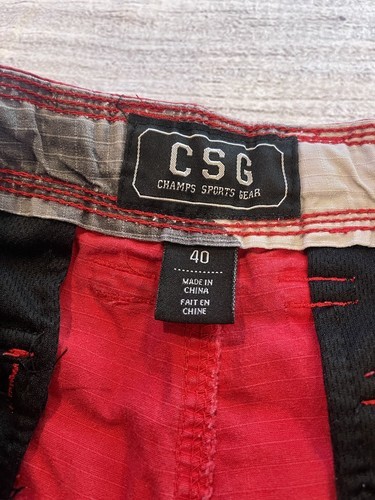 CSG
CHAMPS SPORTS GEAR
40
MADE IN
CHINA
FAIT EN
CHINE